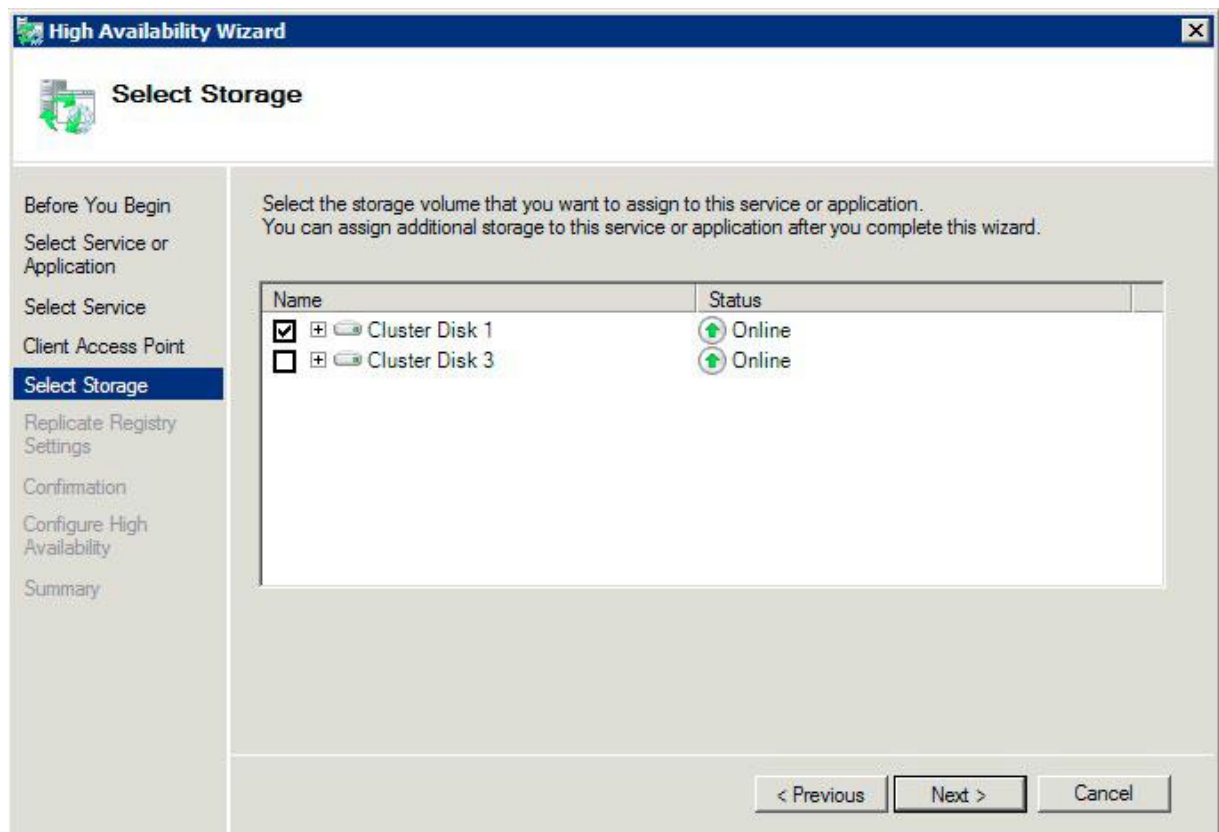 High Availability Wizard
Select Storage
Before You Begin
Select Service or
Application
Select Service
Client Access Point
Select Storage
Replicate Registry
Settings
Confirmation
Configure High
Availability
Summary
Select the storage volume that you want to assign to this service or application.
You can assign additional storage to this service or application after you complete this wizard.
Name Status
Cluster Disk 1 Online
Cluster Disk 3 Online
< Previous Next > Cancel